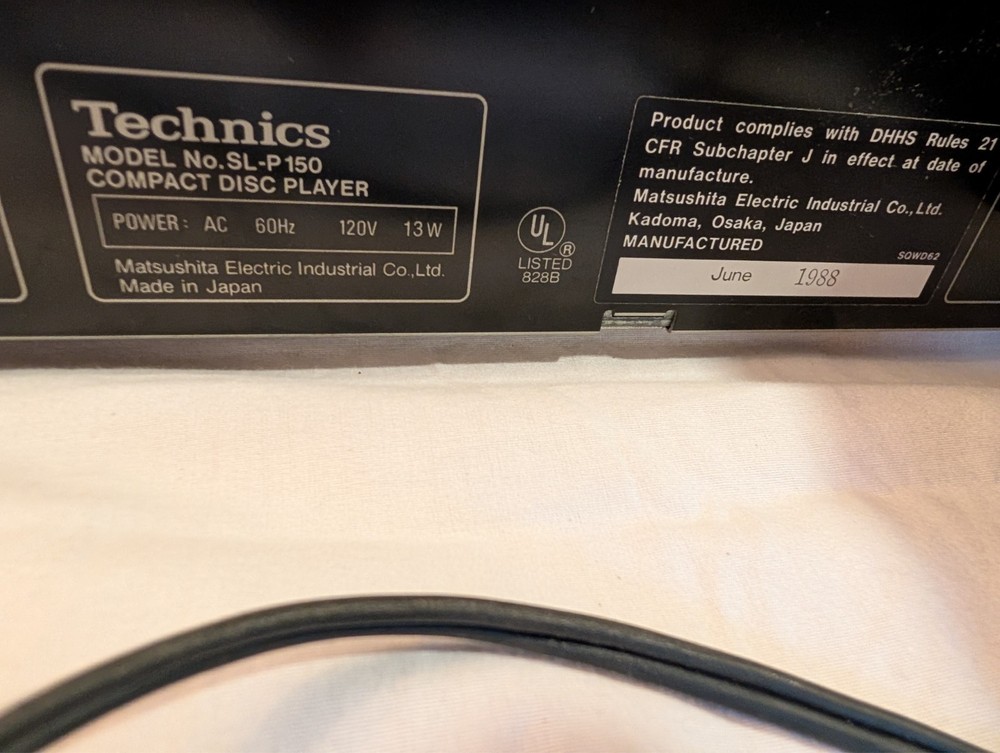 Technics
MODEL No. SL-P150
COMPACT DISC PLAYER
POWER: AC 60Hz 120V 13W
Matsushita Electric Industrial Co.,Ltd.
Made in Japan
UL
®
LISTED
828B
Product complies with DHHS Rules 21
CFR Subchapter J in effect at date of
manufacture.
Matsushita Electric Industrial Co.,Ltd.
Kadoma, Osaka, Japan
MANUFACTURED
SQWD62
June 1988